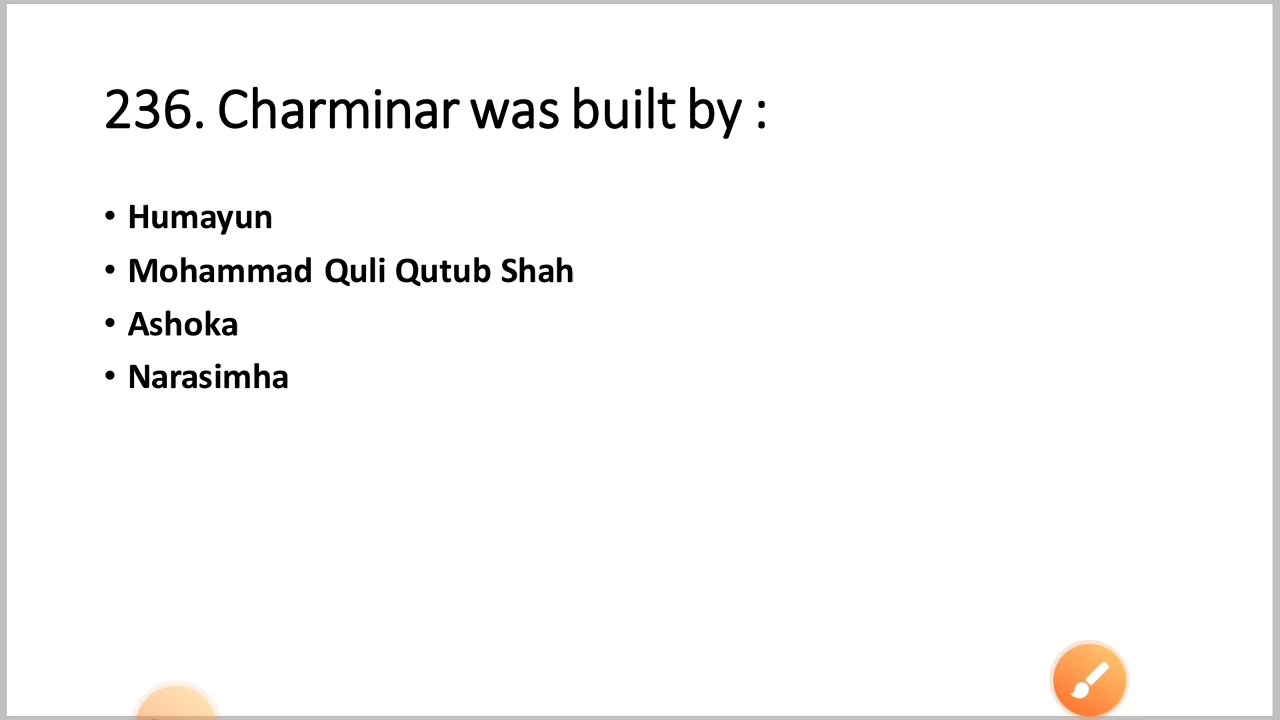 236. Charminar was built by :
• Humayun
• Mohammad Quli Qutub Shah
• Ashoka
• Narasimha